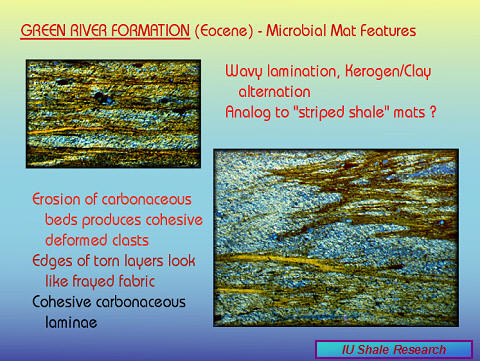 GREEN RIVER FORMATION (Eocene) - Microbial Mat Features
Wavy lamination, Kerogen/Clay
alternation
Analog to "striped shale" mats ?
Erosion of carbonaceous
beds produces cohesive
deformed clasts
Edges of torn layers look
like frayed fabric
Cohesive carbonaceous
laminae
IU Shale Research